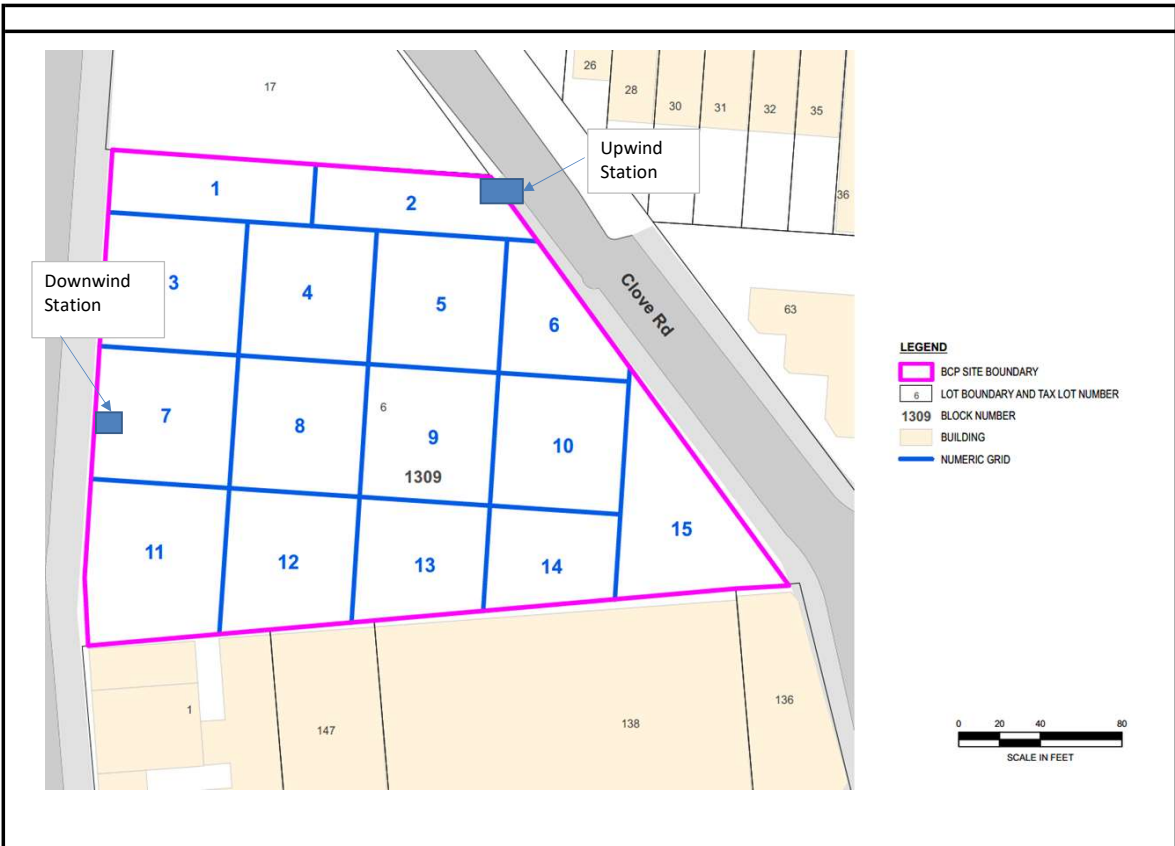 17
26
28
30
31
32
35
36
Upwind
Station
1
2
Downwind
Station
3
4
5
6
Clove Rd
63
7
8
6
9
1309
10
11
12
13
14
15
1
147
138
136
LEGEND
BCP SITE BOUNDARY
6 LOT BOUNDARY AND TAX LOT NUMBER
1309 BLOCK NUMBER
BUILDING
NUMERIC GRID
0 20 40 80
SCALE IN FEET